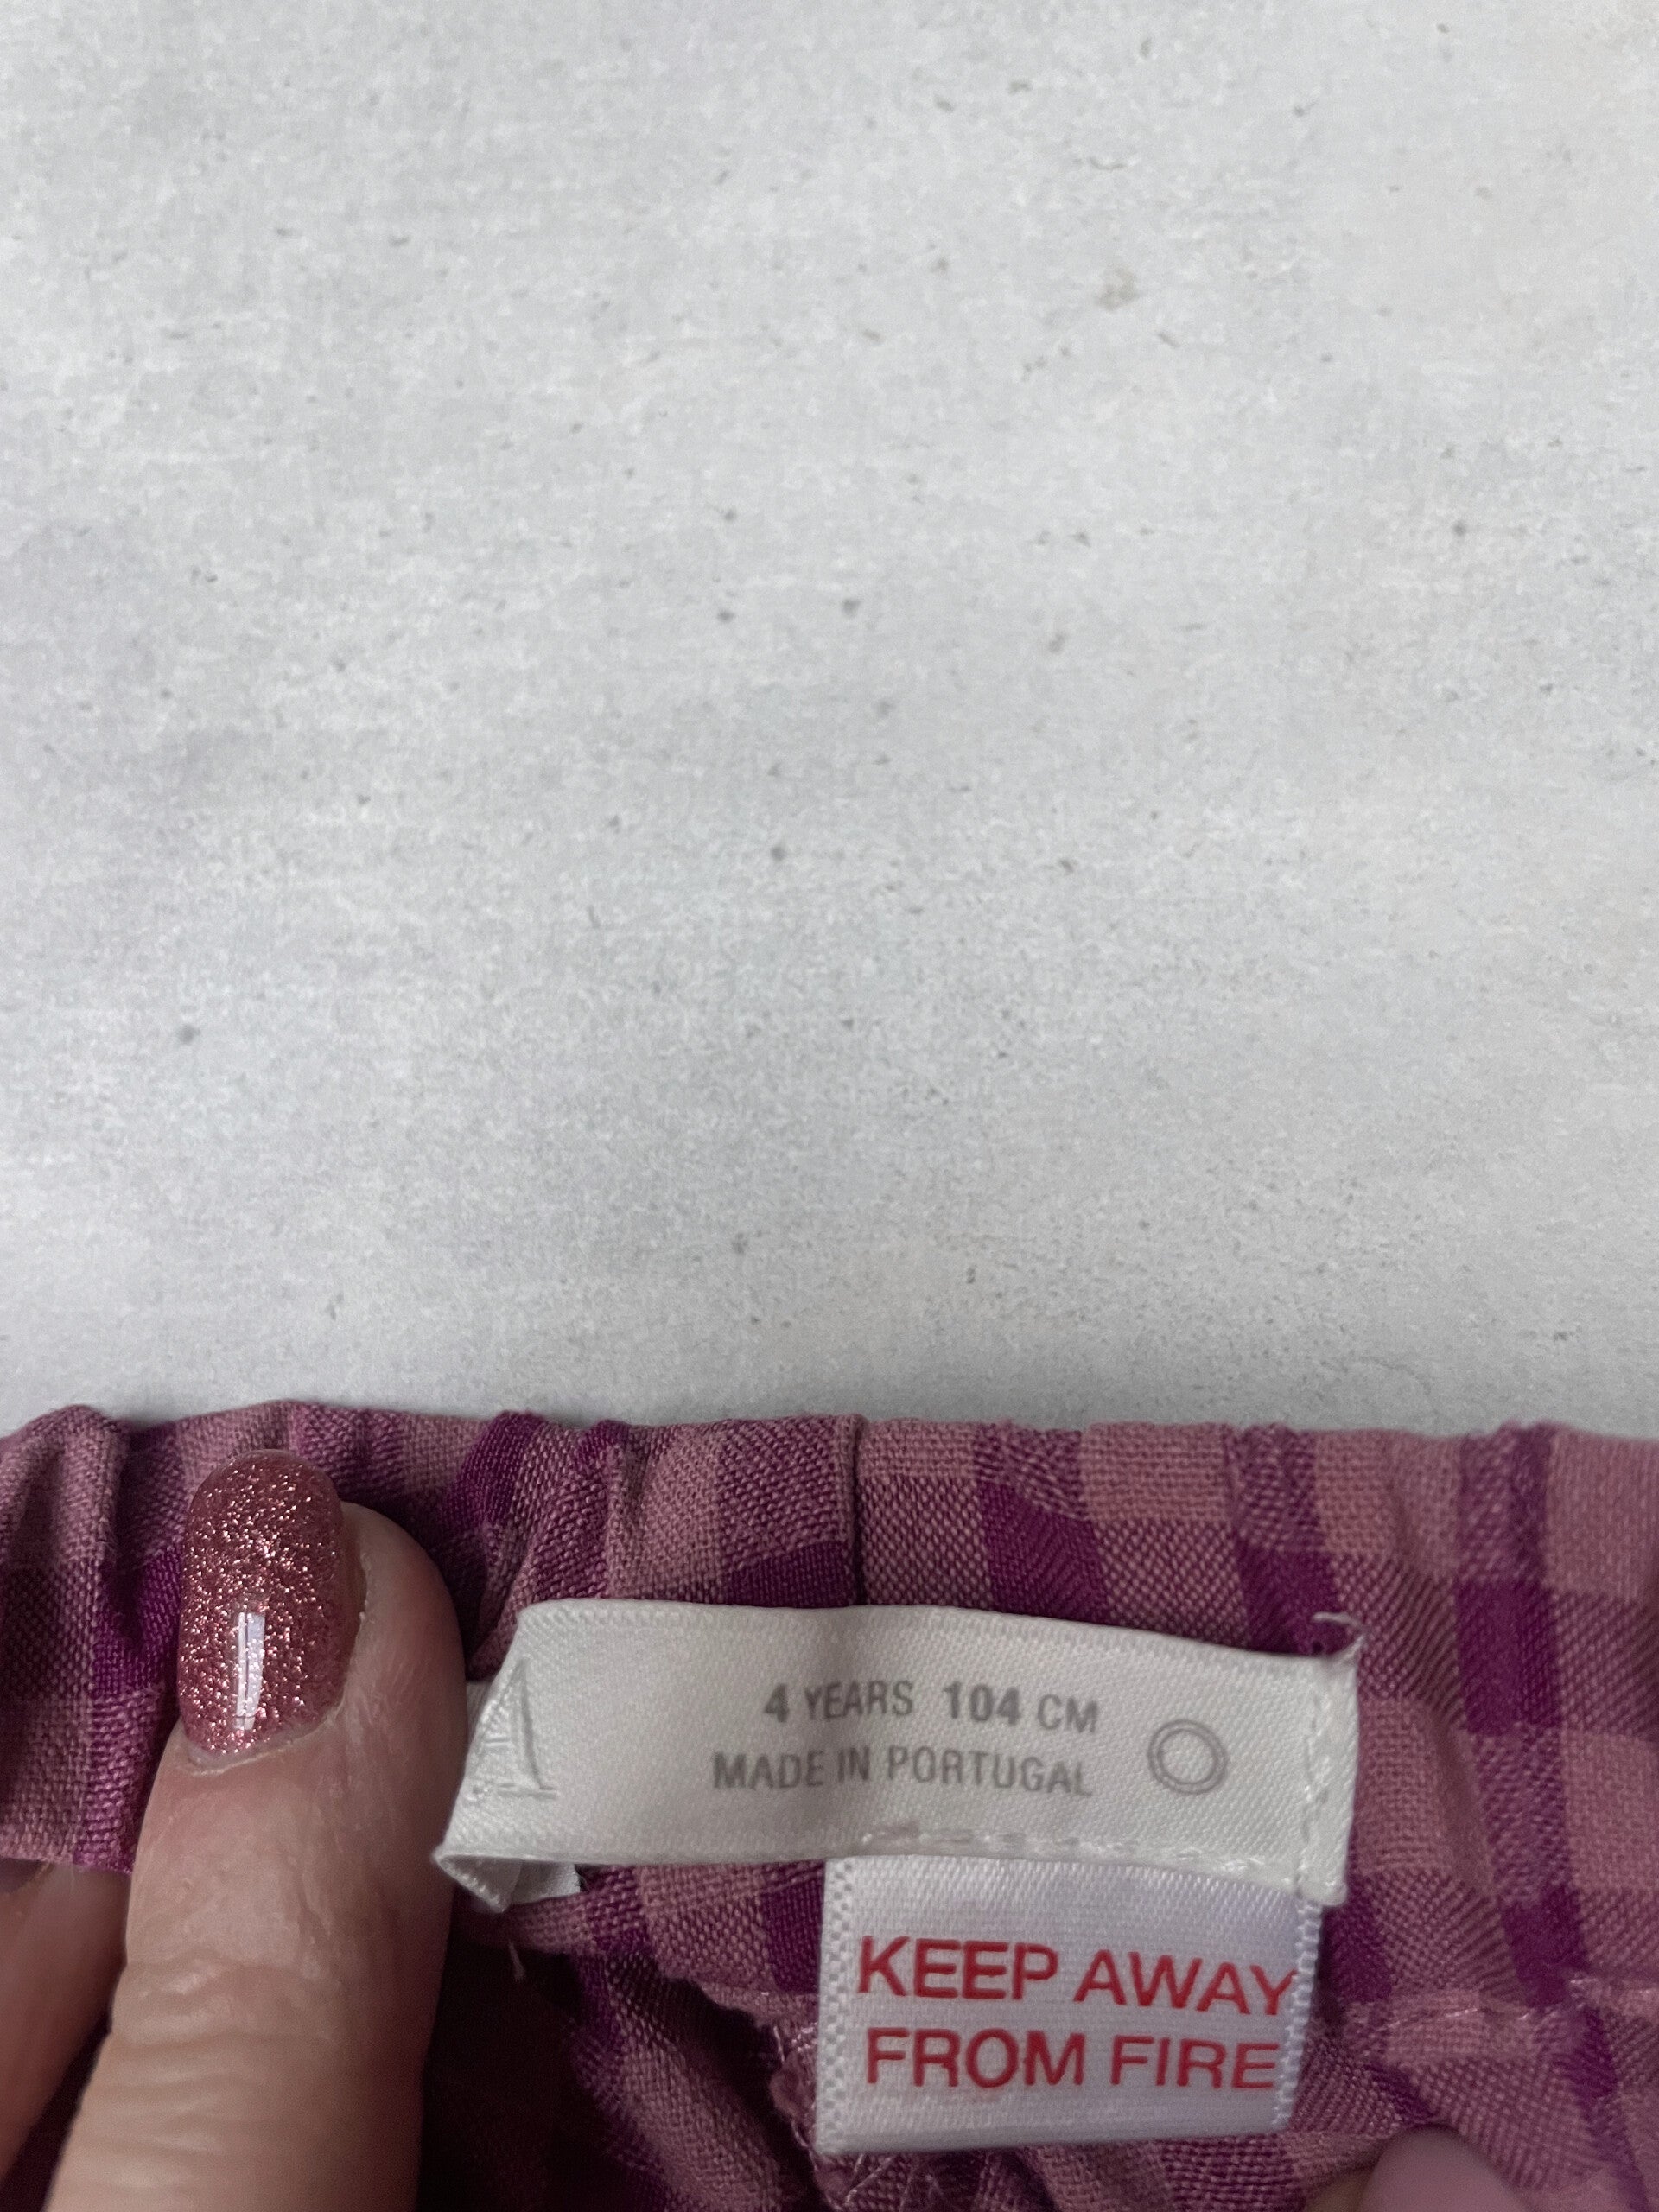 4 YEARS 104 CM
MADE IN PORTUGAL
KEEP AWAY
FROM FIRE